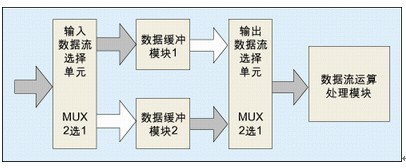 输入
数据流
选择
单元
MUX
2选1
数据缓冲
模块1
数据缓冲
模块2
输出
数据流
选择
单元
MUX
2选1
数据流运算
处理模块